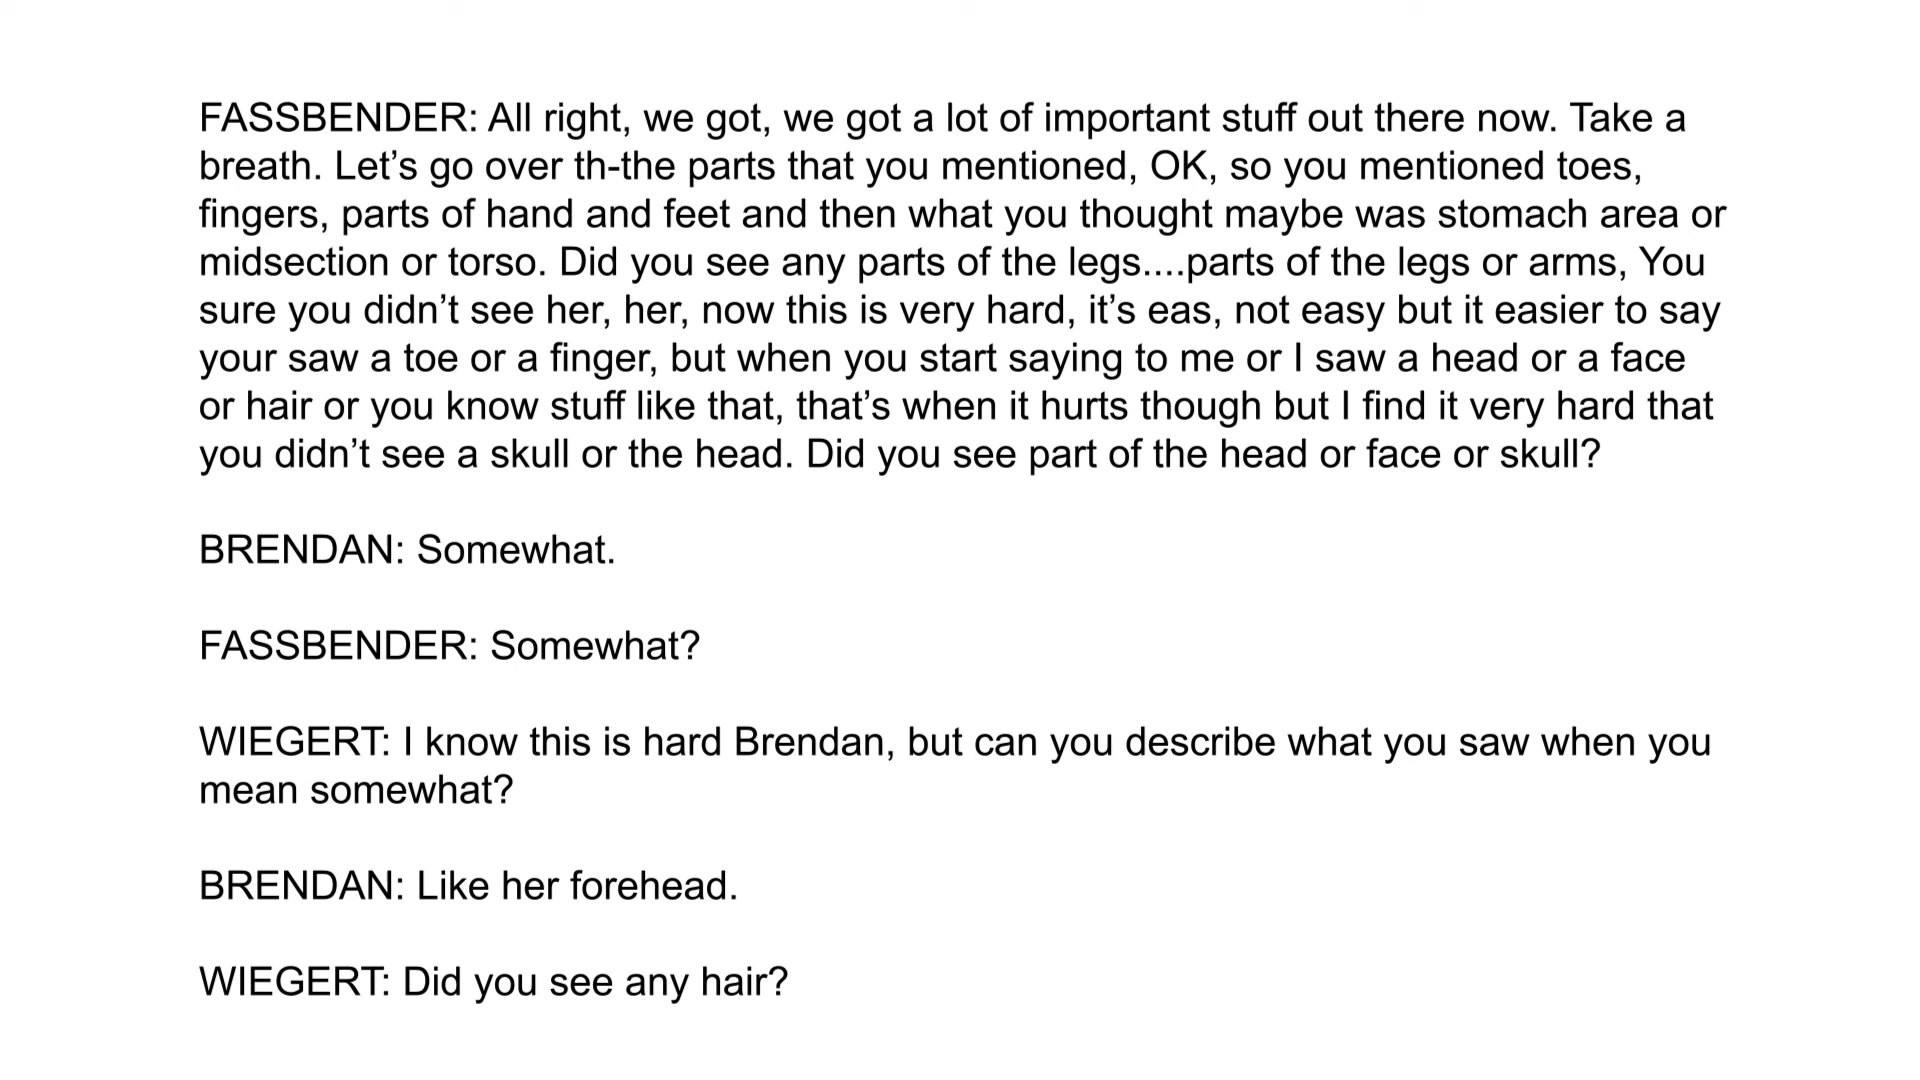 FASSBENDER: All right, we got, we got a lot of important stuff out there now. Take a
breath. Let’s go over th-the parts that you mentioned, OK, so you mentioned toes,
fingers, parts of hand and feet and then what you thought maybe was stomach area or
midsection or torso. Did you see any parts of the legs....parts of the legs or arms, You
sure you didn’t see her, her, now this is very hard, it’s eas, not easy but it easier to say
your saw a toe or a finger, but when you start saying to me or I saw a head or a face
or hair or you know stuff like that, that’s when it hurts though but I find it very hard that
you didn’t see a skull or the head. Did you see part of the head or face or skull?
BRENDAN: Somewhat.
FASSBENDER: Somewhat?
WIEGERT: I know this is hard Brendan, but can you describe what you saw when you
mean somewhat?
BRENDAN: Like her forehead.
WIEGERT: Did you see any hair?